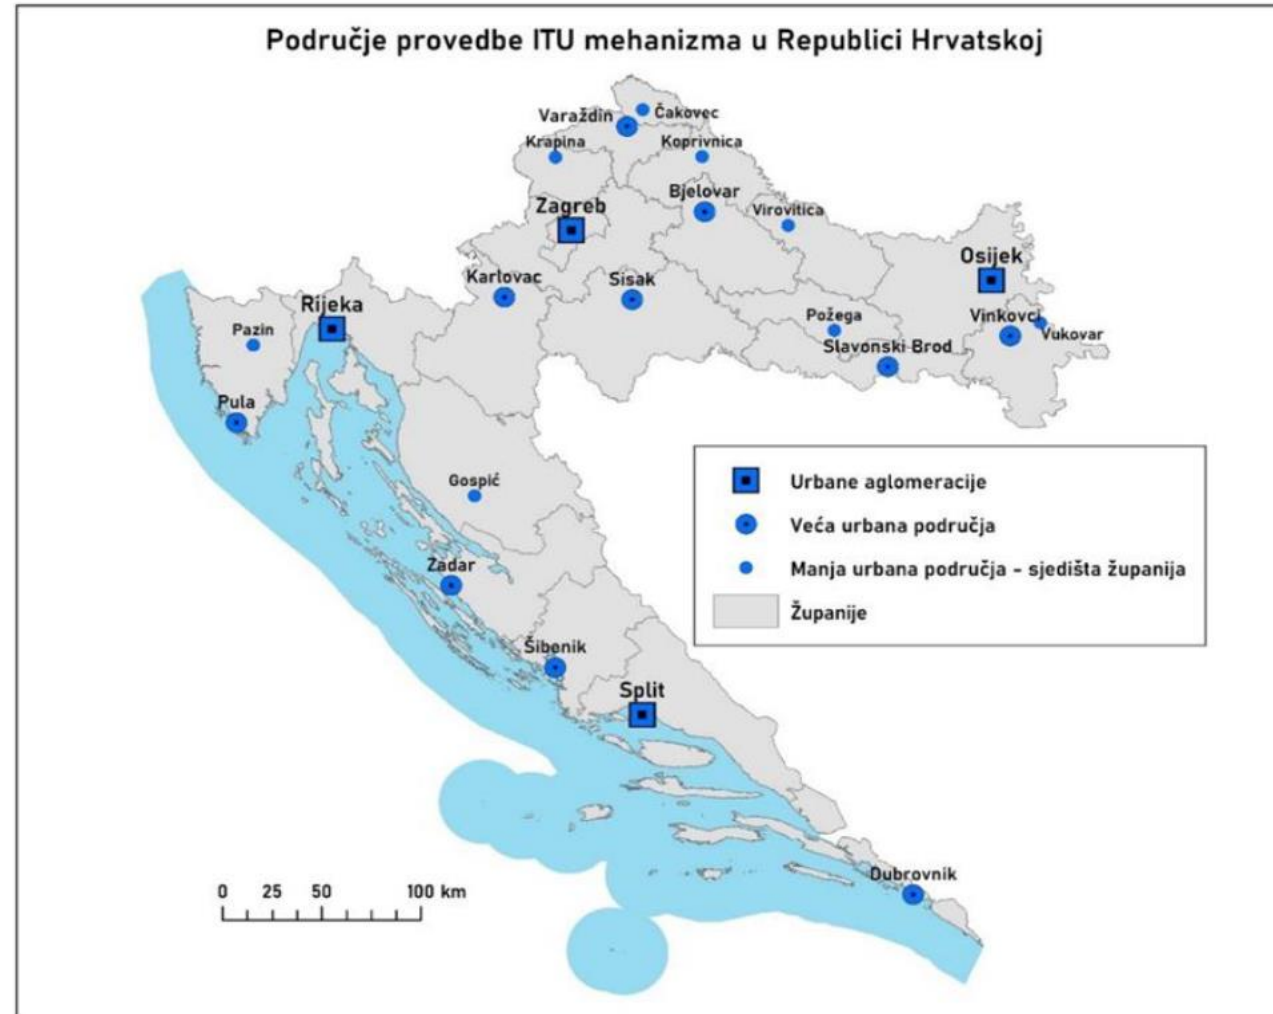 Područje provedbe ITU mehanizma u Republici Hrvatskoj
Varaždin
Čakovec
Krapina
Koprivnica
Bjelovar
Zagreb
Virovitica
Osijek
Karlovac
Sisak
Rijeka
Pazin
Požega
Vinkovci
Vukovar
Slavonski Brod
Pula
Gospić
Urbane aglomeracije
Veća urbana područja
Manja urbana područja - sjedišta županija
Županije
Zadar
Šibenik
Split
Dubrovnik
0 25 50 100 km